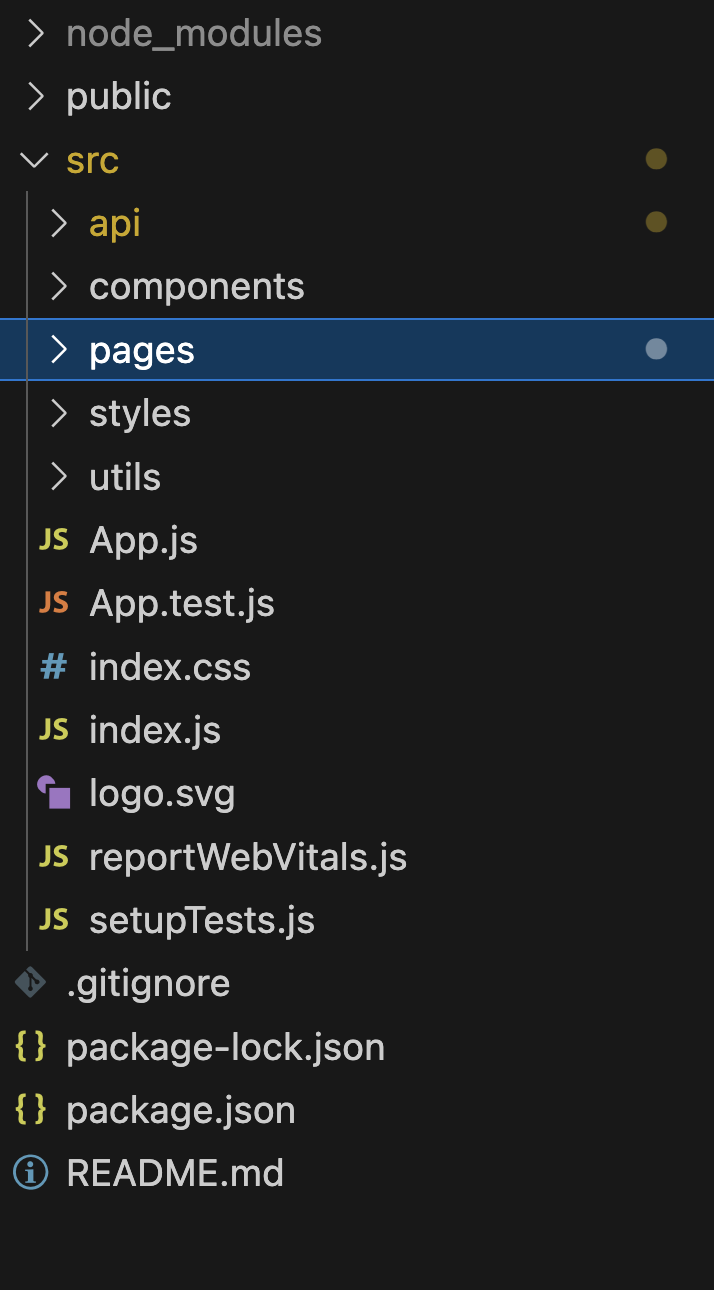 node_modules
public
src
api
components
pages
styles
utils
JS App.js
JS App.test.js
# index.css
JS index.js
logo.svg
JS reportWebVitals.js
JS setupTests.js
.gitignore
{} package-lock.json
{} package.json
README.md